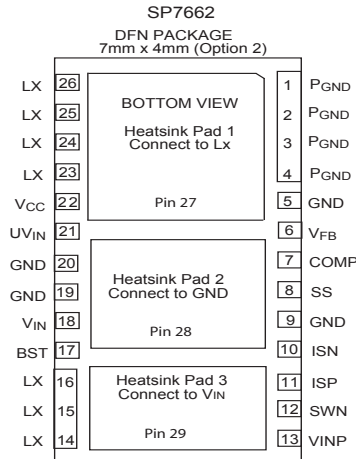 SP7662
DFN PACKAGE
7mm x 4mm (Option 2)
LX 26
LX 25
LX 24
LX 23
VCC 22
UVIN 21
GND 20
GND 19
VIN 18
BST 17
LX 16
LX 15
LX 14
BOTTOM VIEW
Heatsink Pad 1
Connect to Lx
Pin 27
Heatsink Pad 2
Connect to GND
Pin 28
Heatsink Pad 3
Connect to VIN
Pin 29
1 PGND
2 PGND
3 PGND
4 PGND
5 GND
6 VFB
7 COMP
8 SS
9 GND
10 ISN
11 ISP
12 SWN
13 VINP